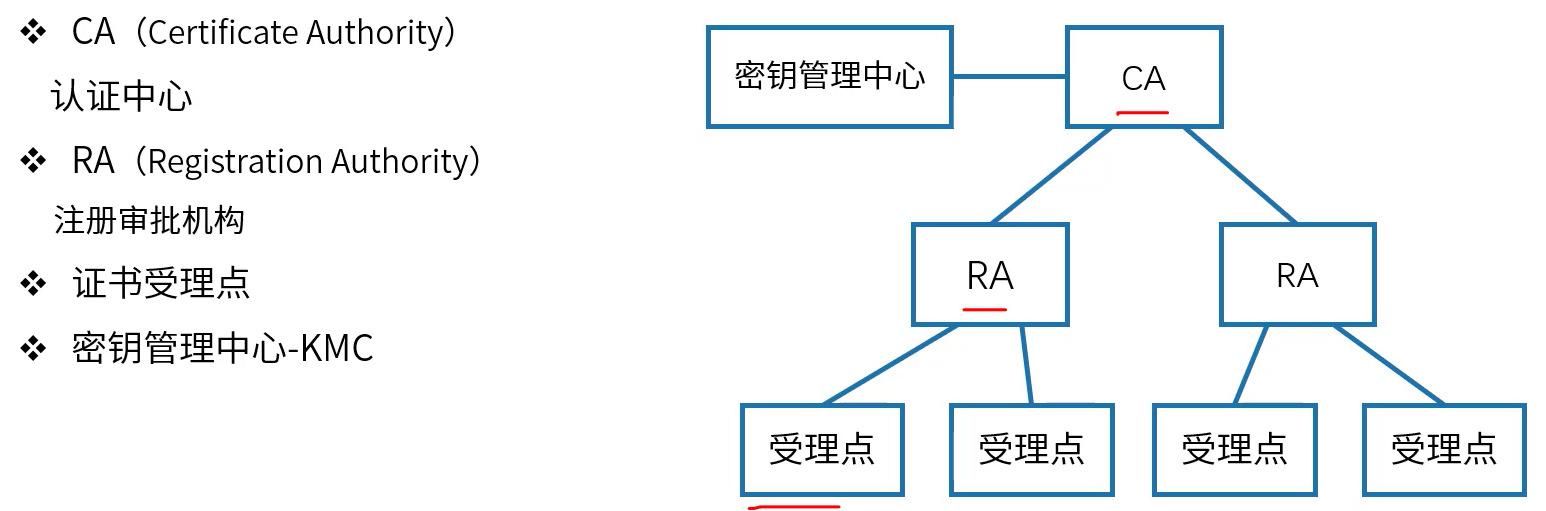 ❖ CA（Certificate Authority）
认证中心
❖ RA（Registration Authority）
注册审批机构
❖ 证书受理点
❖ 密钥管理中心-KMC
密钥管理中心
CA
RA
RA
受理点
受理点
受理点
受理点